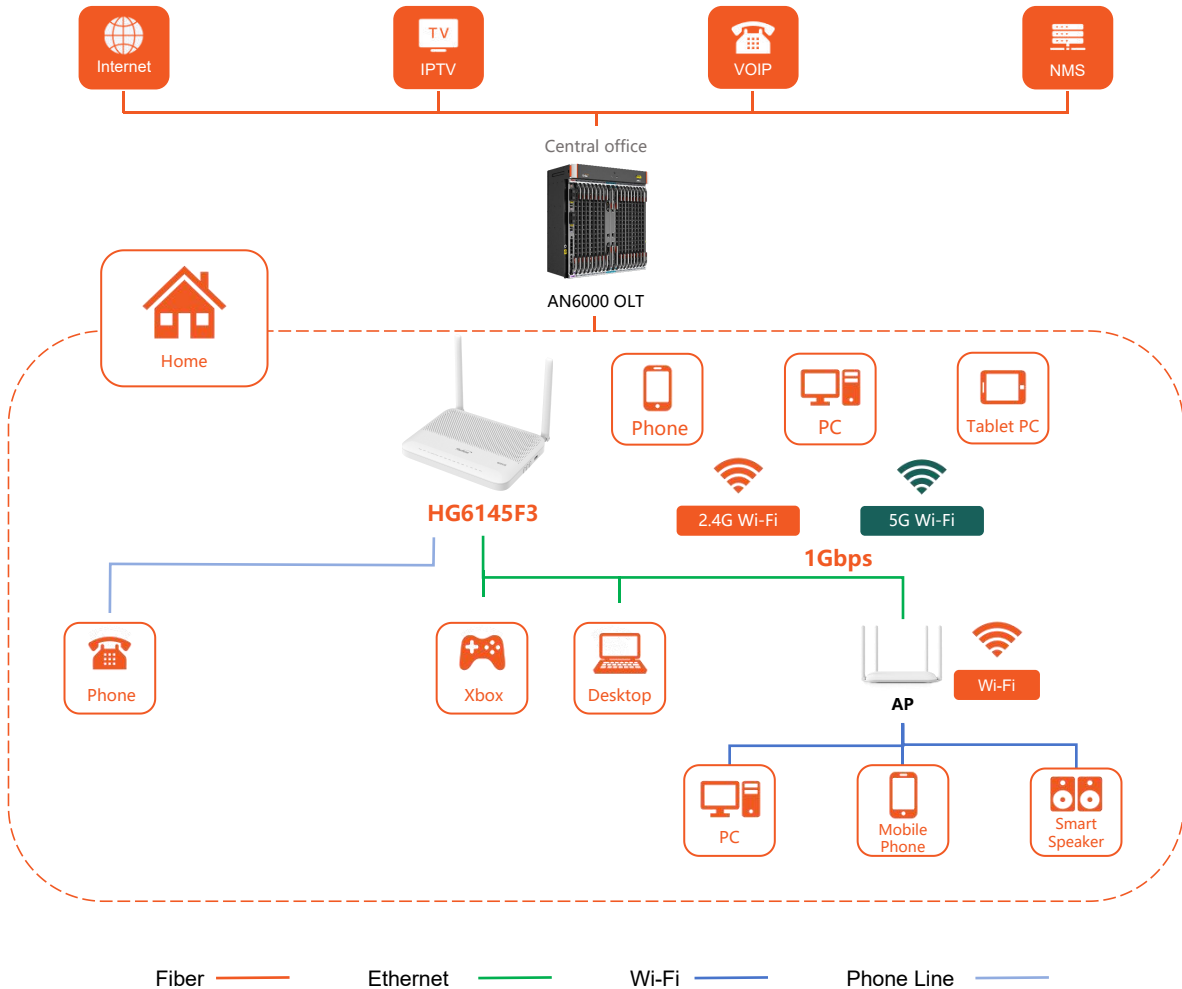 TV
Internet
IPTV
VOIP
NMS
Central office
AN6000 OLT
Home
Phone
PC
Tablet PC
HG6145F3
2.4G Wi-Fi
5G Wi-Fi
1Gbps
Phone
Xbox
Desktop
AP
Wi-Fi
PC
Mobile
Phone
Smart
Speaker
Fiber
Ethernet
Wi-Fi
Phone Line